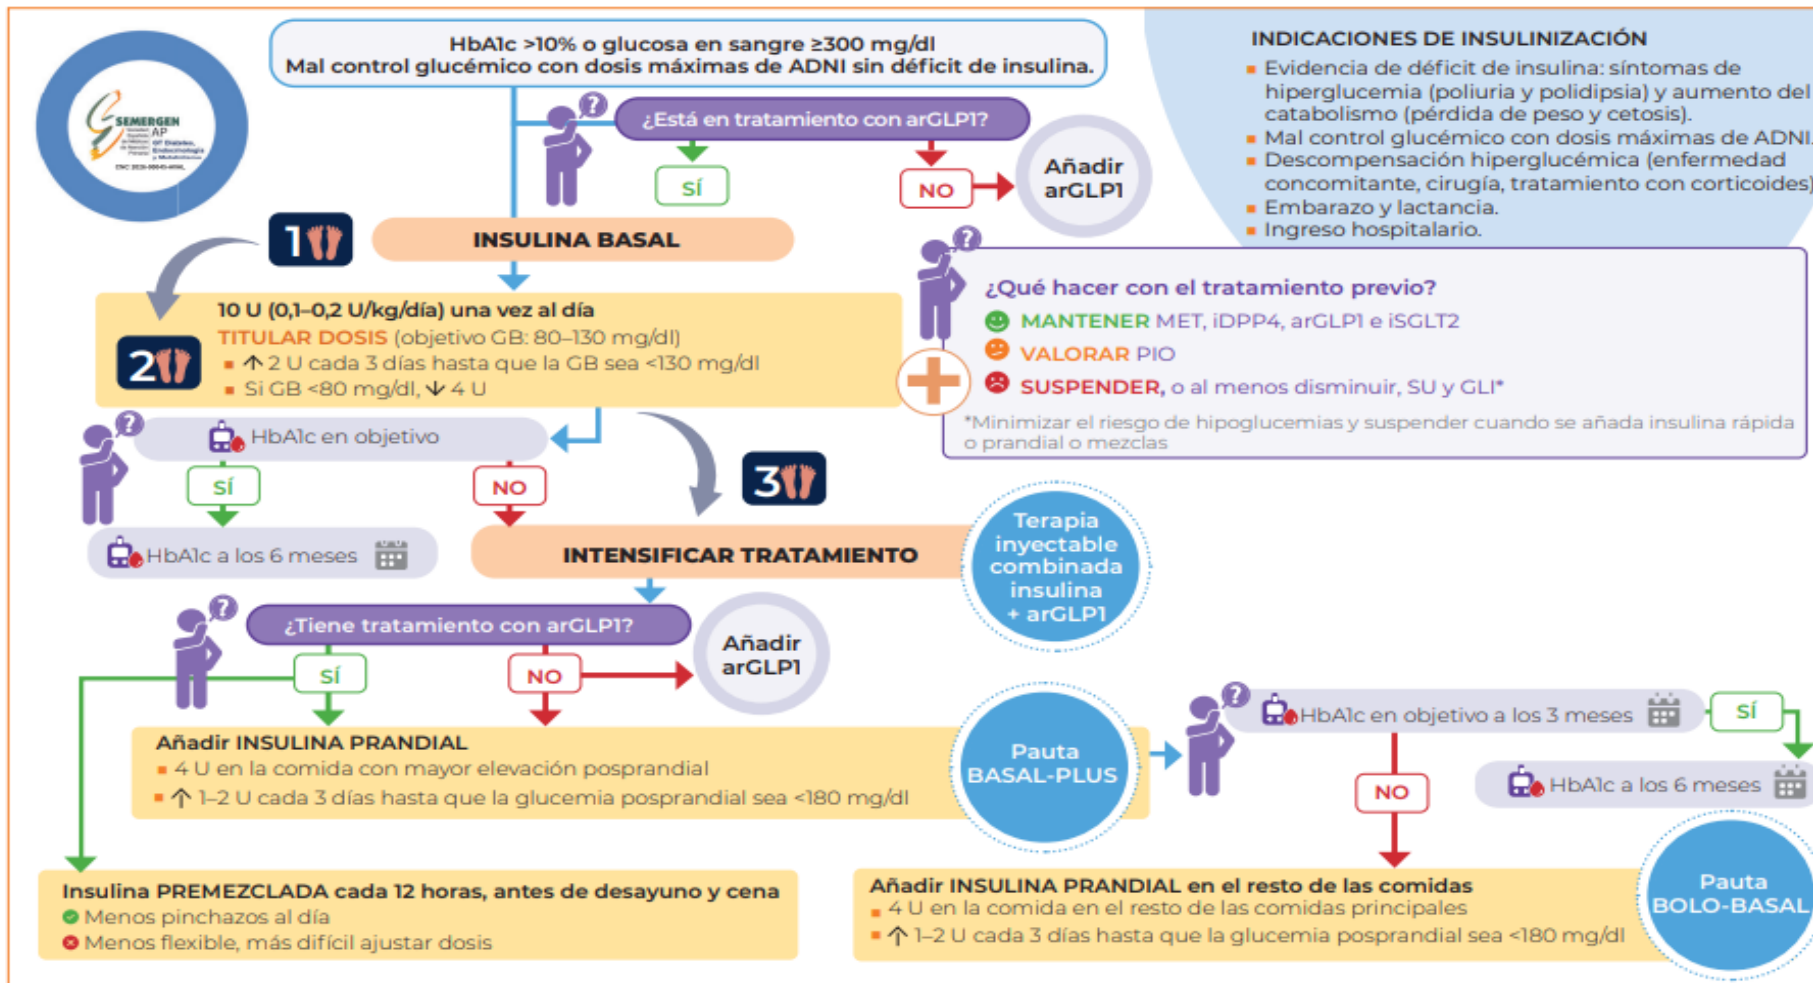 HbA1c >10% o glucosa en sangre ≥300 mg/dl
Mal control glucémico con dosis máximas de ADNI sin déficit de insulina.
INDICACIONES DE INSULINIZACIÓN
Evidencia de déficit de insulina: síntomas de
hiperglucemia (poliuria y polidipsia) y aumento del
catabolismo (pérdida de peso y cetosis).
Mal control glucémico con dosis máximas de ADNI.
Descompensación hiperglucémica (enfermedad
concomitante, cirugía, tratamiento con corticoides)
Embarazo y lactancia.
Ingreso hospitalario.
SEMERGEN
AP
?
¿Está en tratamiento con arGLP1?
SÍ
NO
Añadir
arGLP1
1
INSULINA BASAL
2
10 U (0,1–0,2 U/kg/día) una vez al día
TITULAR DOSIS (objetivo GB: 80–130 mg/dl)
↑ 2 U cada 3 días hasta que la GB sea <130 mg/dl
Si GB <80 mg/dl, ↓ 4 U
?
¿Qué hacer con el tratamiento previo?
MANTENER MET, iDPP4, arGLP1 e iSGLT2
VALORAR PIO
SUSPENDER, o al menos disminuir, SU y GLI*
*Minimizar el riesgo de hipoglucemias y suspender cuando se añada insulina rápida
o prandial o mezclas
?
HbA1c en objetivo
SÍ
NO
3
HbA1c a los 6 meses
INTENSIFICAR TRATAMIENTO
Terapia
inyectable
combinada
insulina
+ arGLP1
?
¿Tiene tratamiento con arGLP1?
SÍ
NO
Añadir
arGLP1
Añadir INSULINA PRANDIAL
4 U en la comida con mayor elevación posprandial
↑ 1–2 U cada 3 días hasta que la glucemia posprandial sea <180 mg/dl
Pauta
BASAL-PLUS
?
HbA1c en objetivo a los 3 meses
SÍ
NO
HbA1c a los 6 meses
Insulina PREMEZCLADA cada 12 horas, antes de desayuno y cena
Menos pinchazos al día
Menos flexible, más difícil ajustar dosis
Añadir INSULINA PRANDIAL en el resto de las comidas
4 U en la comida en el resto de las comidas principales
↑ 1–2 U cada 3 días hasta que la glucemia posprandial sea <180 mg/dl
Pauta
BOLO-BASAL